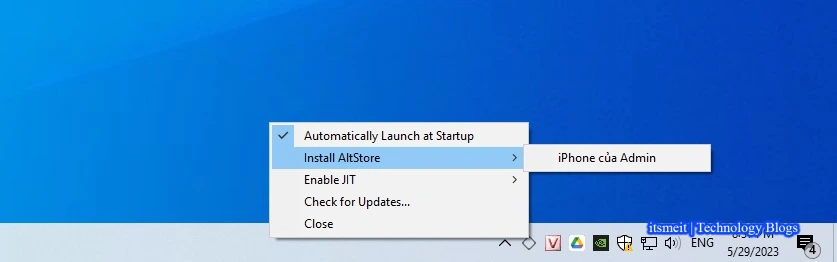 Automatically Launch at Startup
Install AltStore
iPhone của Admin
Enable JIT
Check for Updates...
Close
itsmeit | Technology Blogs
ENG
5/29/2023
4